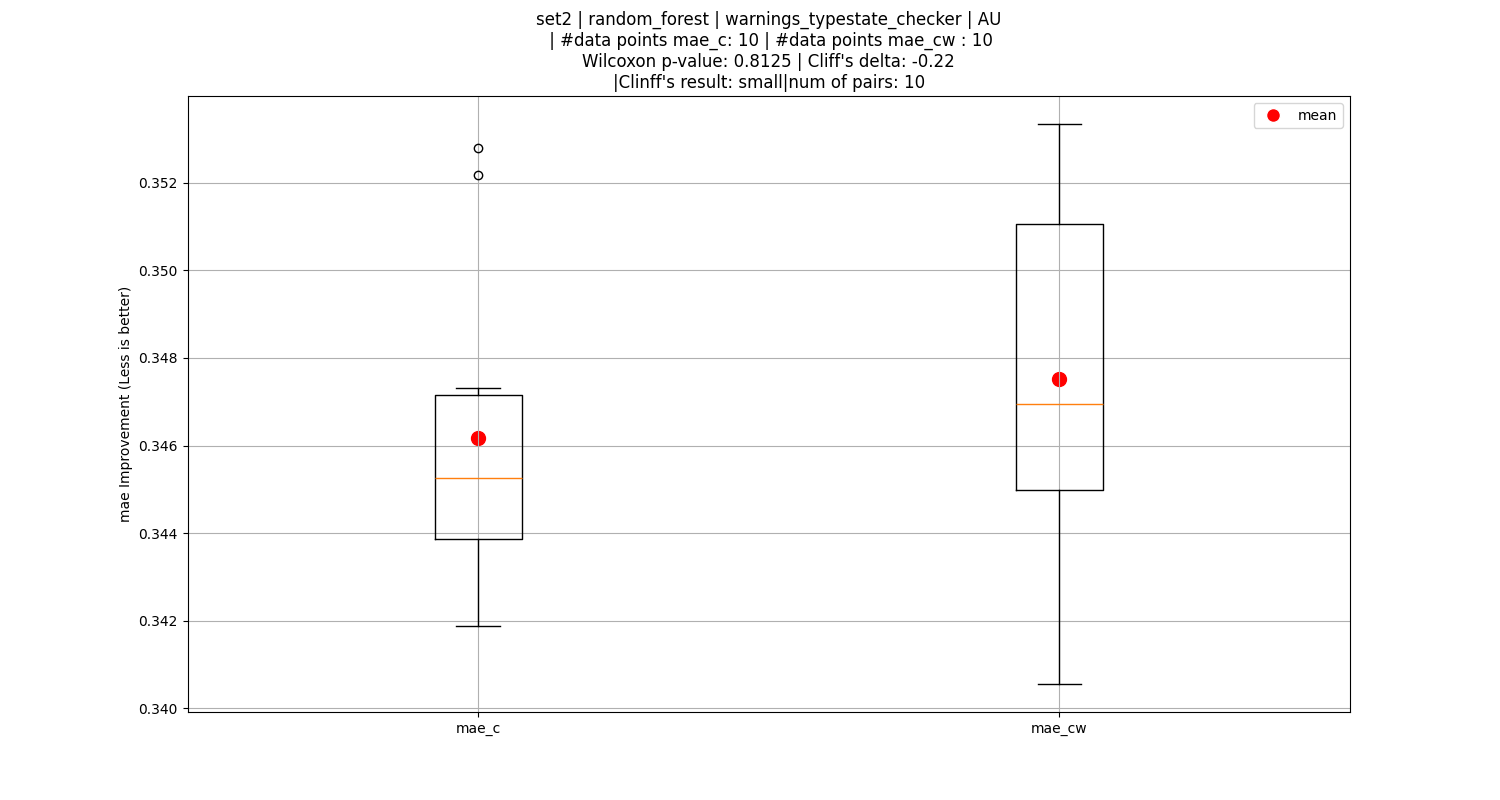 set2 | random_forest | warnings_typestate_checker | AU
| #data points mae_c: 10 | #data points mae_cw : 10
Wilcoxon p-value: 0.8125 | Cliff's delta: -0.22
|Clinff's result: small|num of pairs: 10
mean
mae Improvement (Less is better)
0.352
0.350
0.348
0.346
0.344
0.342
0.340
mae_c
mae_cw